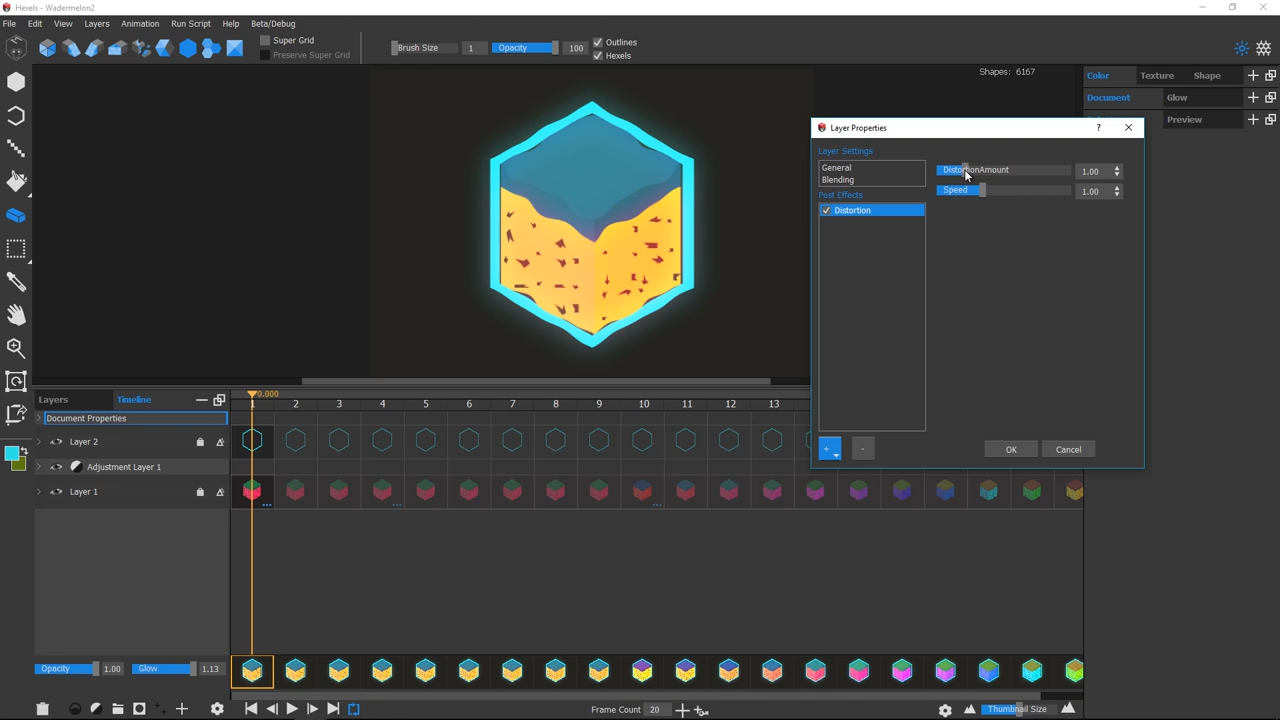 Hexels - Wadermelon2
File Edit View Layers Animation Run Script Help Beta/Debug
Super Grid
Preserve Super Grid
Brush Size 1 Opacity 100
Outlines
Hexels
Shapes: 6167
Color Texture Shape
Document Glow
Preview
Layer Properties ?
Layer Settings
General
Blending
Post Effects
Distortion
DistortionAmount 1.00
Speed 1.00
+ -
OK Cancel
Layers Timeline
0.000
1 2 3 4 5 6 7 8 9 10 11 12 13
Document Properties
Layer 2
Adjustment Layer 1
Layer 1
Opacity 1.00 Glow 1.13
Frame Count 20
Thumbnail Size